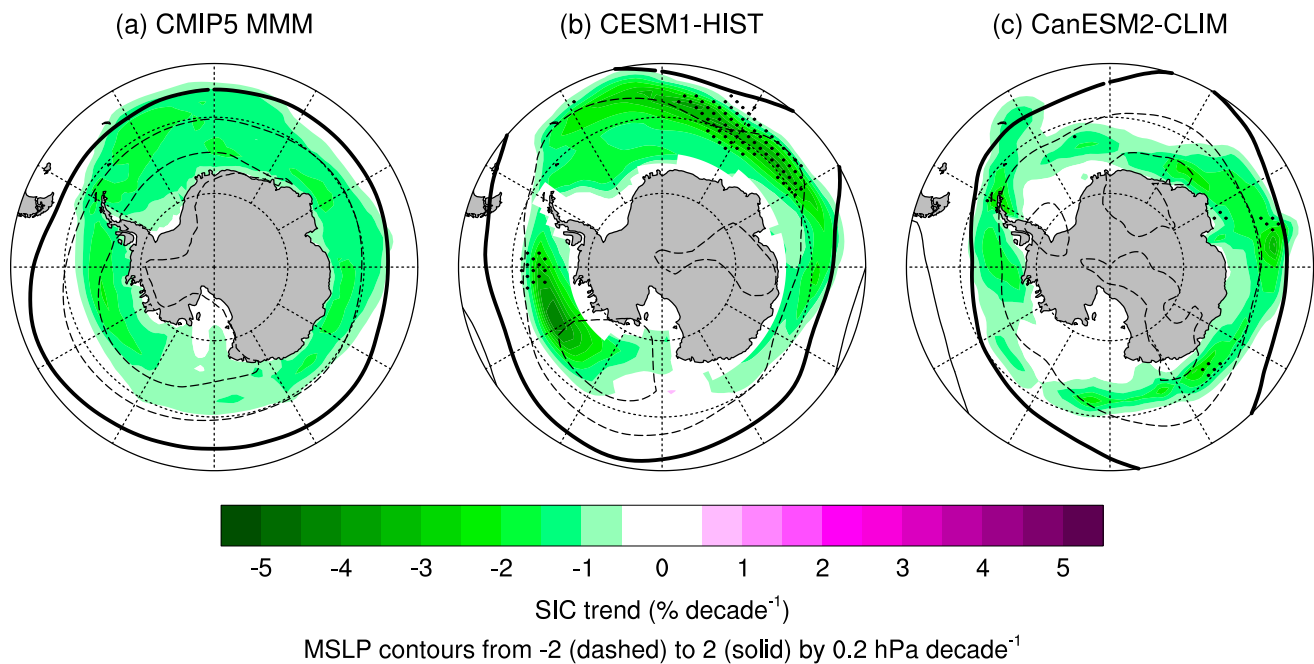 (a) CMIP5 MMM (b) CESM1-HIST (c) CanESM2-CLIM
-5 -4 -3 -2 -1 0 1 2 3 4 5
SIC trend (% decade⁻¹)
MSLP contours from -2 (dashed) to 2 (solid) by 0.2 hPa decade⁻¹